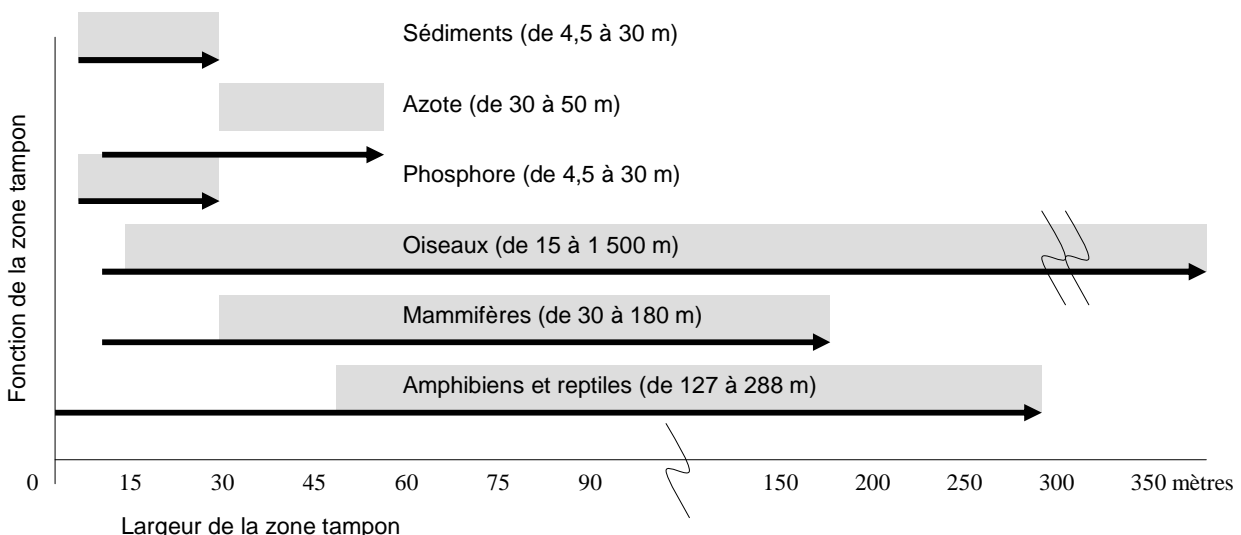 Sédiments (de 4,5 à 30 m)
Azote (de 30 à 50 m)
Phosphore (de 4,5 à 30 m)
Oiseaux (de 15 à 1 500 m)
Mammifères (de 30 à 180 m)
Amphibiens et reptiles (de 127 à 288 m)
Fonction de la zone tampon
0 15 30 45 60 75 90 150 200 250 300 350 mètres
Largeur de la zone tampon